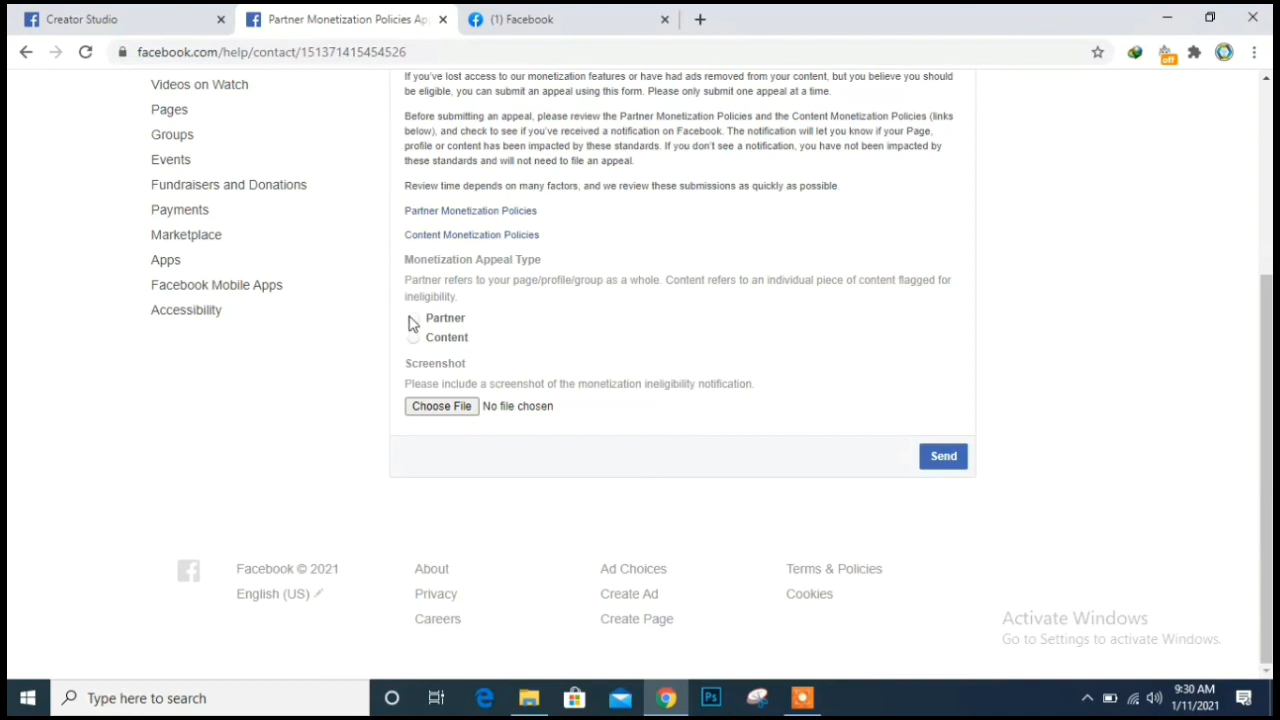 Creator Studio
Partner Monetization Policies Ap
(1) Facebook
facebook.com/help/contact/151371415454526
off
Videos on Watch
Pages
Groups
Events
Fundraisers and Donations
Payments
Marketplace
Apps
Facebook Mobile Apps
Accessibility
If you've lost access to our monetization features or have had ads removed from your content, but you believe you should
be eligible, you can submit an appeal using this form. Please only submit one appeal at a time.
Before submitting an appeal, please review the Partner Monetization Policies and the Content Monetization Policies (links
below), and check to see if you've received a notification on Facebook. The notification will let you know if your Page,
profile or content has been impacted by these standards. If you don't see a notification, you have not been impacted by
these standards and will not need to file an appeal.
Review time depends on many factors, and we review these submissions as quickly as possible.
Partner Monetization Policies
Content Monetization Policies
Monetization Appeal Type
Partner refers to your page/profile/group as a whole. Content refers to an individual piece of content flagged for
ineligibility.
Partner
Content
Screenshot
Please include a screenshot of the monetization ineligibility notification.
Choose File No file chosen
Send
Facebook © 2021
English (US)
About
Privacy
Careers
Ad Choices
Create Ad
Create Page
Terms & Policies
Cookies
Activate Windows
Go to Settings to activate Windows.
Type here to search
Ps
9:30 AM
1/11/2021